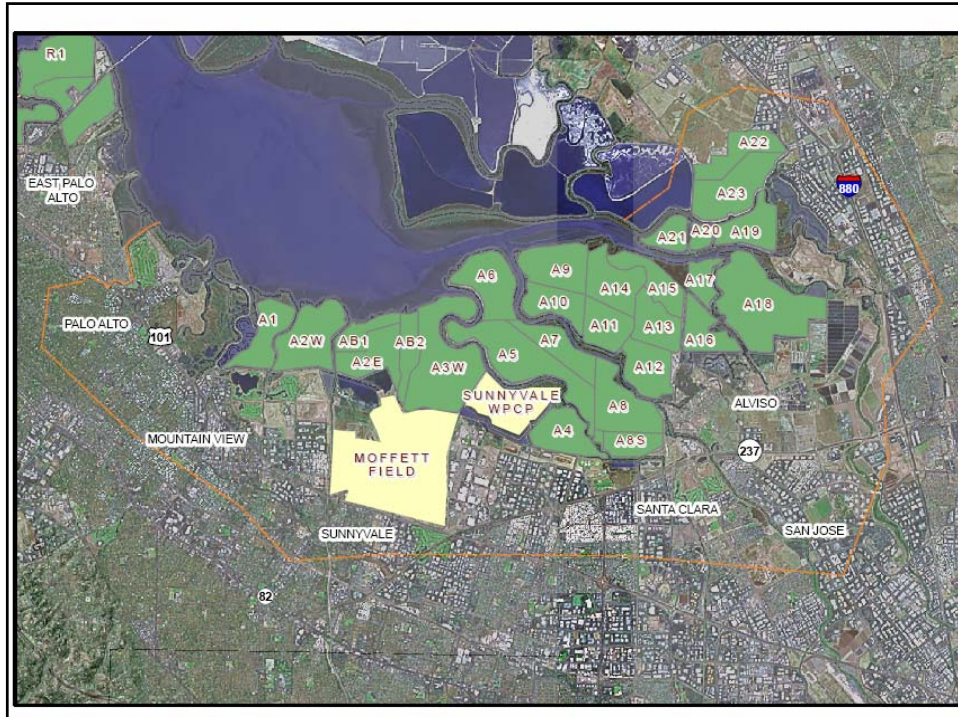 R1
A22
EAST PALO
ALTO
880
A23
A21
A20
A19
A6
A9
A14
A15
A17
A18
A10
A1
PALO ALTO
101
A2W
AB1
AB2
A11
A13
A16
A7
A5
A2E
A3W
A12
SUNNYVALE
WPCP
A8
ALVISO
A4
A8S
MOUNTAIN VIEW
237
MOFFETT
FIELD
SANTA CLARA
SUNNYVALE
SAN JOSE
82